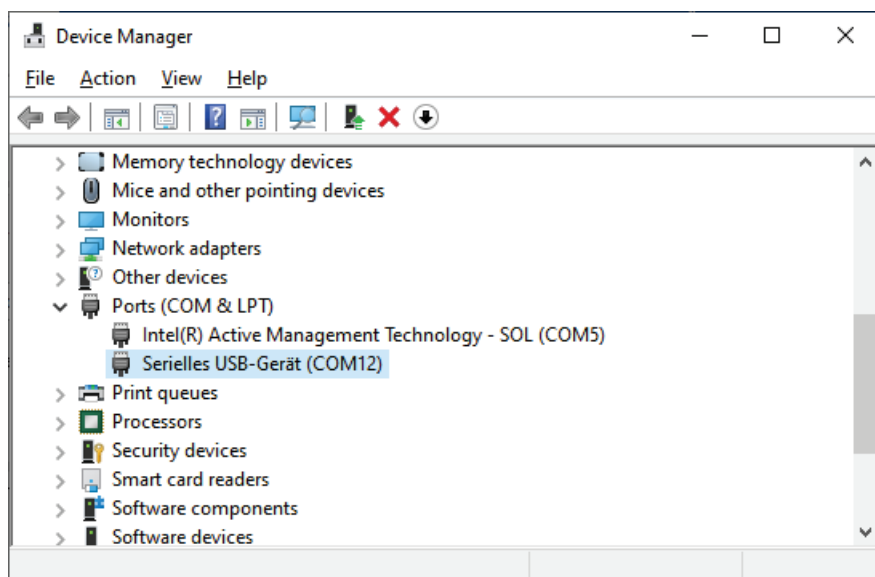 Device Manager
File Action View Help
Memory technology devices
Mice and other pointing devices
Monitors
Network adapters
Other devices
Ports (COM & LPT)
Intel(R) Active Management Technology - SOL (COM5)
Serielles USB-Gerät (COM12)
Print queues
Processors
Security devices
Smart card readers
Software components
Software devices